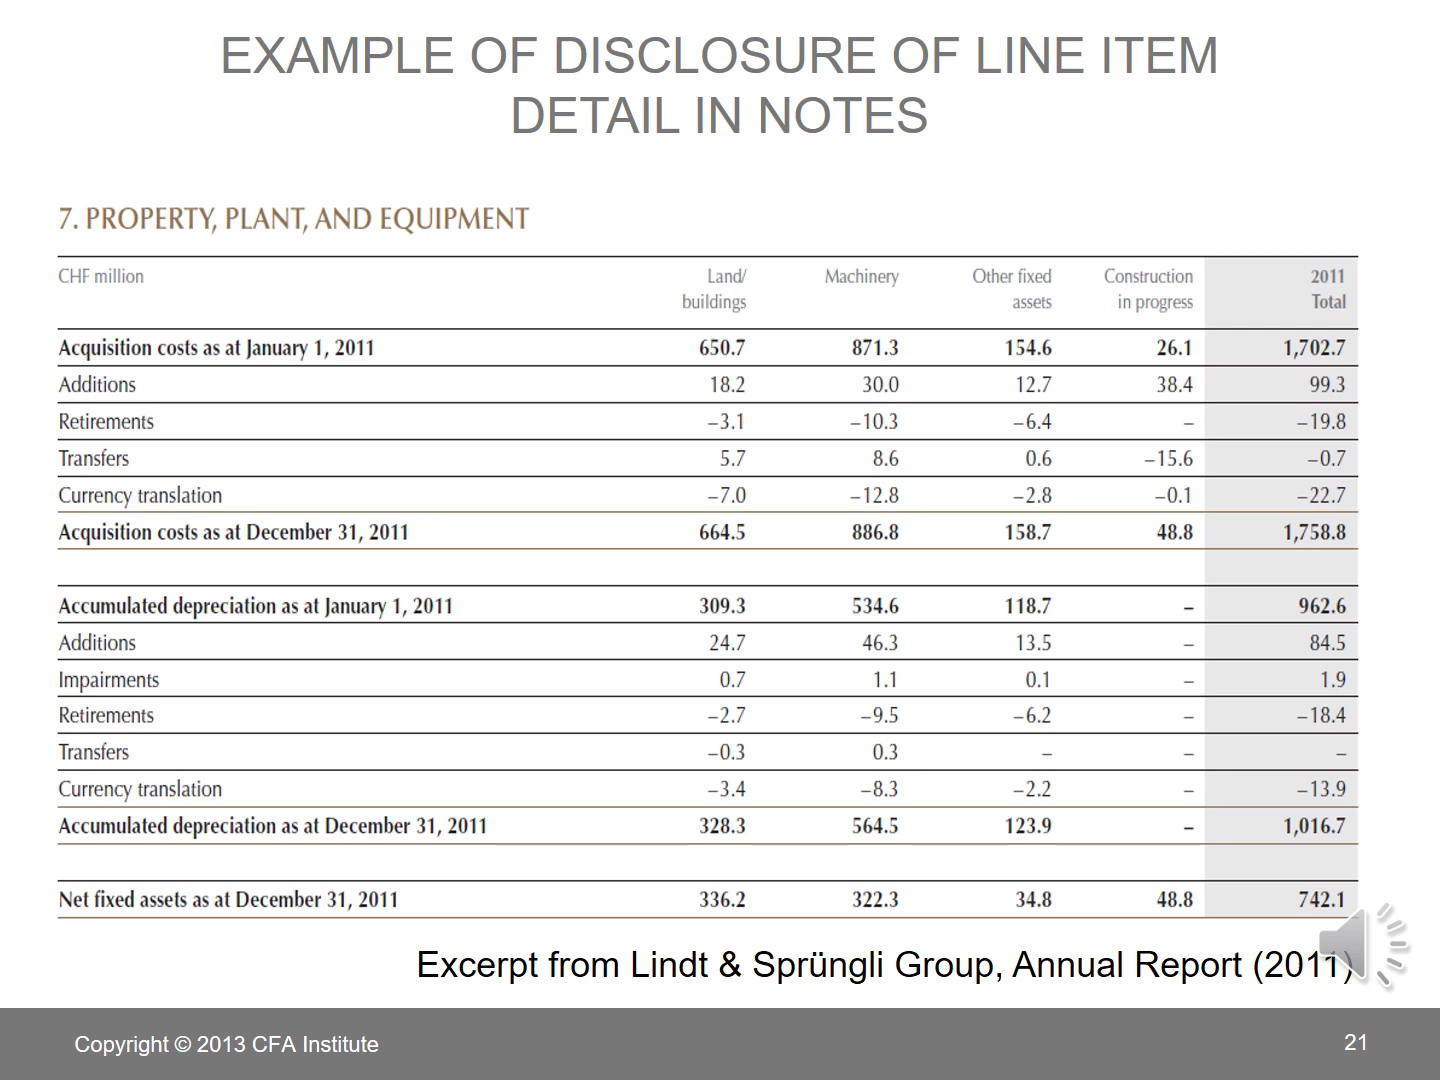 EXAMPLE OF DISCLOSURE OF LINE ITEM
DETAIL IN NOTES
7. PROPERTY, PLANT, AND EQUIPMENT
CHF million Land/ buildings Machinery Other fixed assets Construction in progress 2011 Total
Acquisition costs as at January 1, 2011 650.7 871.3 154.6 26.1 1,702.7
Additions 18.2 30.0 12.7 38.4 99.3
Retirements –3.1 –10.3 –6.4 – –19.8
Transfers 5.7 8.6 0.6 –15.6 –0.7
Currency translation –7.0 –12.8 –2.8 –0.1 –22.7
Acquisition costs as at December 31, 2011 664.5 886.8 158.7 48.8 1,758.8
Accumulated depreciation as at January 1, 2011 309.3 534.6 118.7 – 962.6
Additions 24.7 46.3 13.5 – 84.5
Impairments 0.7 1.1 0.1 – 1.9
Retirements –2.7 –9.5 –6.2 – –18.4
Transfers –0.3 0.3 – – –
Currency translation –3.4 –8.3 –2.2 – –13.9
Accumulated depreciation as at December 31, 2011 328.3 564.5 123.9 – 1,016.7
Net fixed assets as at December 31, 2011 336.2 322.3 34.8 48.8 742.1
Excerpt from Lindt & Sprüngli Group, Annual Report (2011)
Copyright © 2013 CFA Institute 21